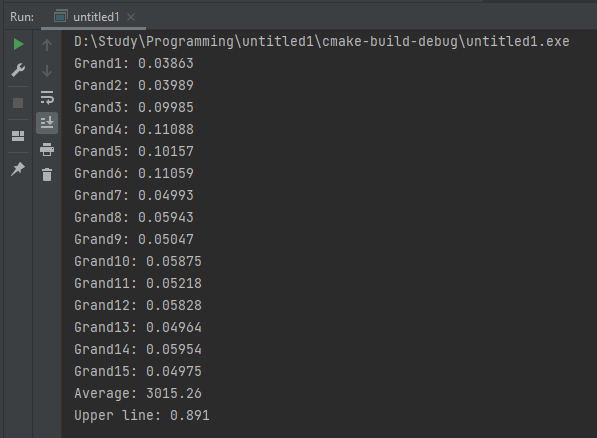 Run: untitled1
D:\Study\Programming\untitled1\cmake-build-debug\untitled1.exe
Grand1: 0.03863
Grand2: 0.03989
Grand3: 0.09985
Grand4: 0.11088
Grand5: 0.10157
Grand6: 0.11059
Grand7: 0.04993
Grand8: 0.05943
Grand9: 0.05047
Grand10: 0.05875
Grand11: 0.05218
Grand12: 0.05828
Grand13: 0.04964
Grand14: 0.05954
Grand15: 0.04975
Average: 3015.26
Upper line: 0.891